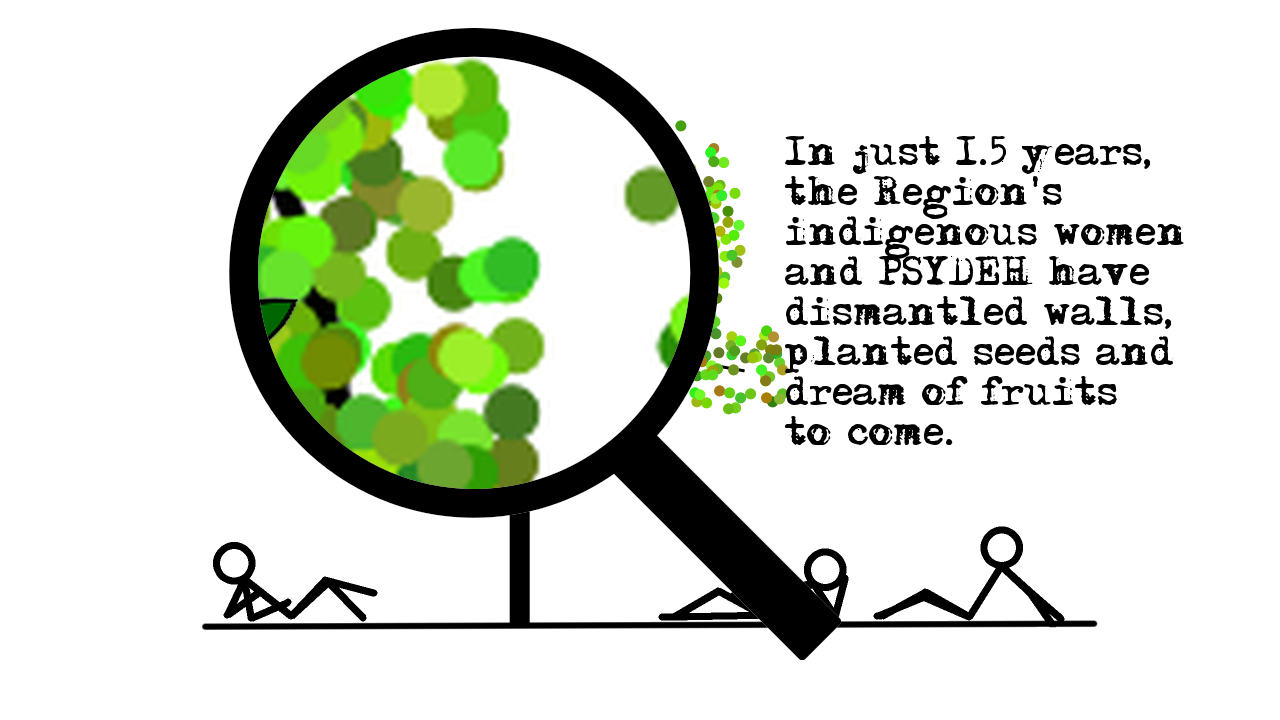 In just 1.5 years,
the Region's
indigenous women
and PSYDEH have
dismantled walls,
planted seeds and
dream of fruits
to come.